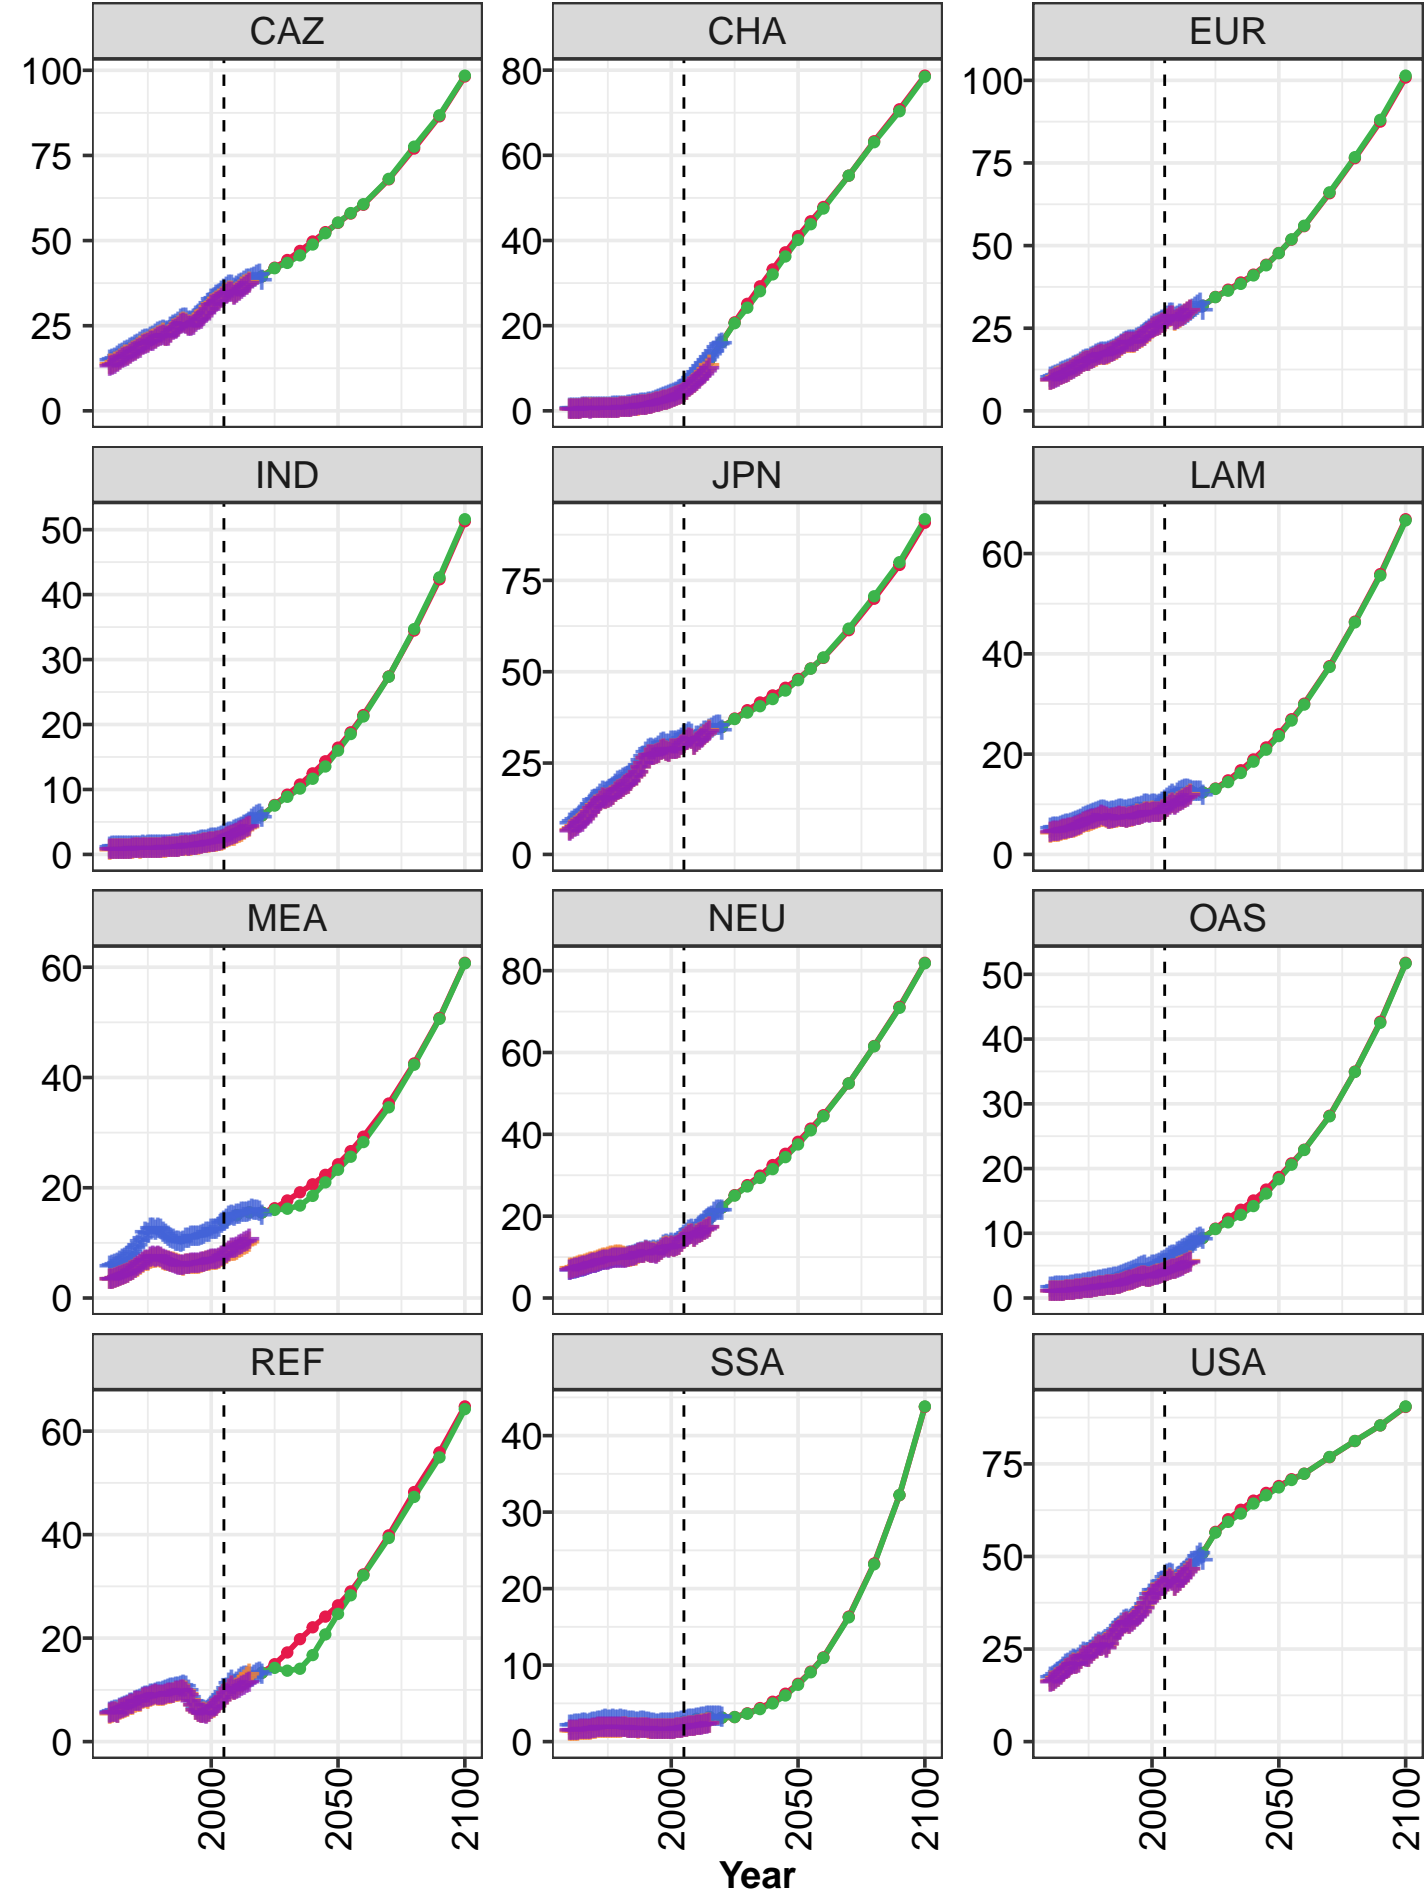 CAZ CHA EUR
100 80 100
75 60 75
50 40 50
25 20 25
0 0 0
IND JPN LAM
50 75 60
40 50 40
30 25 20
20 0 0
10
0
MEA NEU OAS
60 80 50
40 60 40
20 40 30
0 20 20
0 10
0
REF SSA USA
60 40 75
40 30 50
20 20 25
0 10 0
0
2000 2050 2100 2000 2050 2100 2000 2050 2100
Year